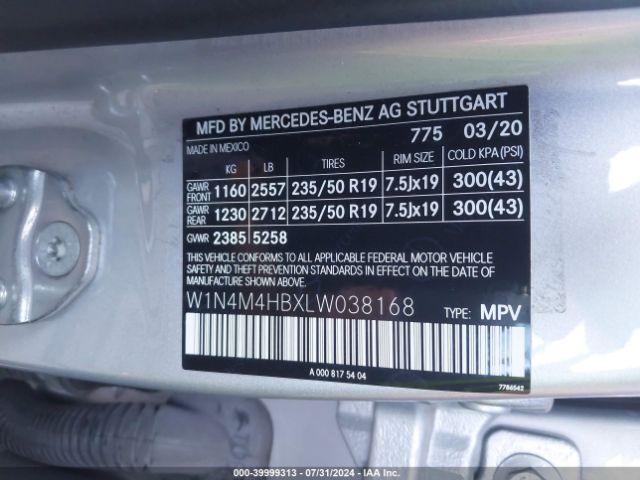 MFD BY MERCEDES-BENZ AG STUTTGART
775 03/20
MADE IN MEXICO
KG LB TIRES RIM SIZE COLD KPA (PSI)
GAWR FRONT 1160 2557 235/50 R19 7.5Jx19 300(43)
GAWR REAR 1230 2712 235/50 R19 7.5Jx19 300(43)
GVWR 2385 5258
THIS VEHICLE CONFORMS TO ALL APPLICABLE FEDERAL MOTOR VEHICLE
SAFETY AND THEFT PREVENTION STANDARDS IN EFFECT ON THE DATE OF
MANUFACTURE SHOWN ABOVE.
W1N4M4HBXLW038168 TYPE: MPV
A 000 817 54 04
7786542
000-39999313 - 07/31/2024 - IAA Inc.